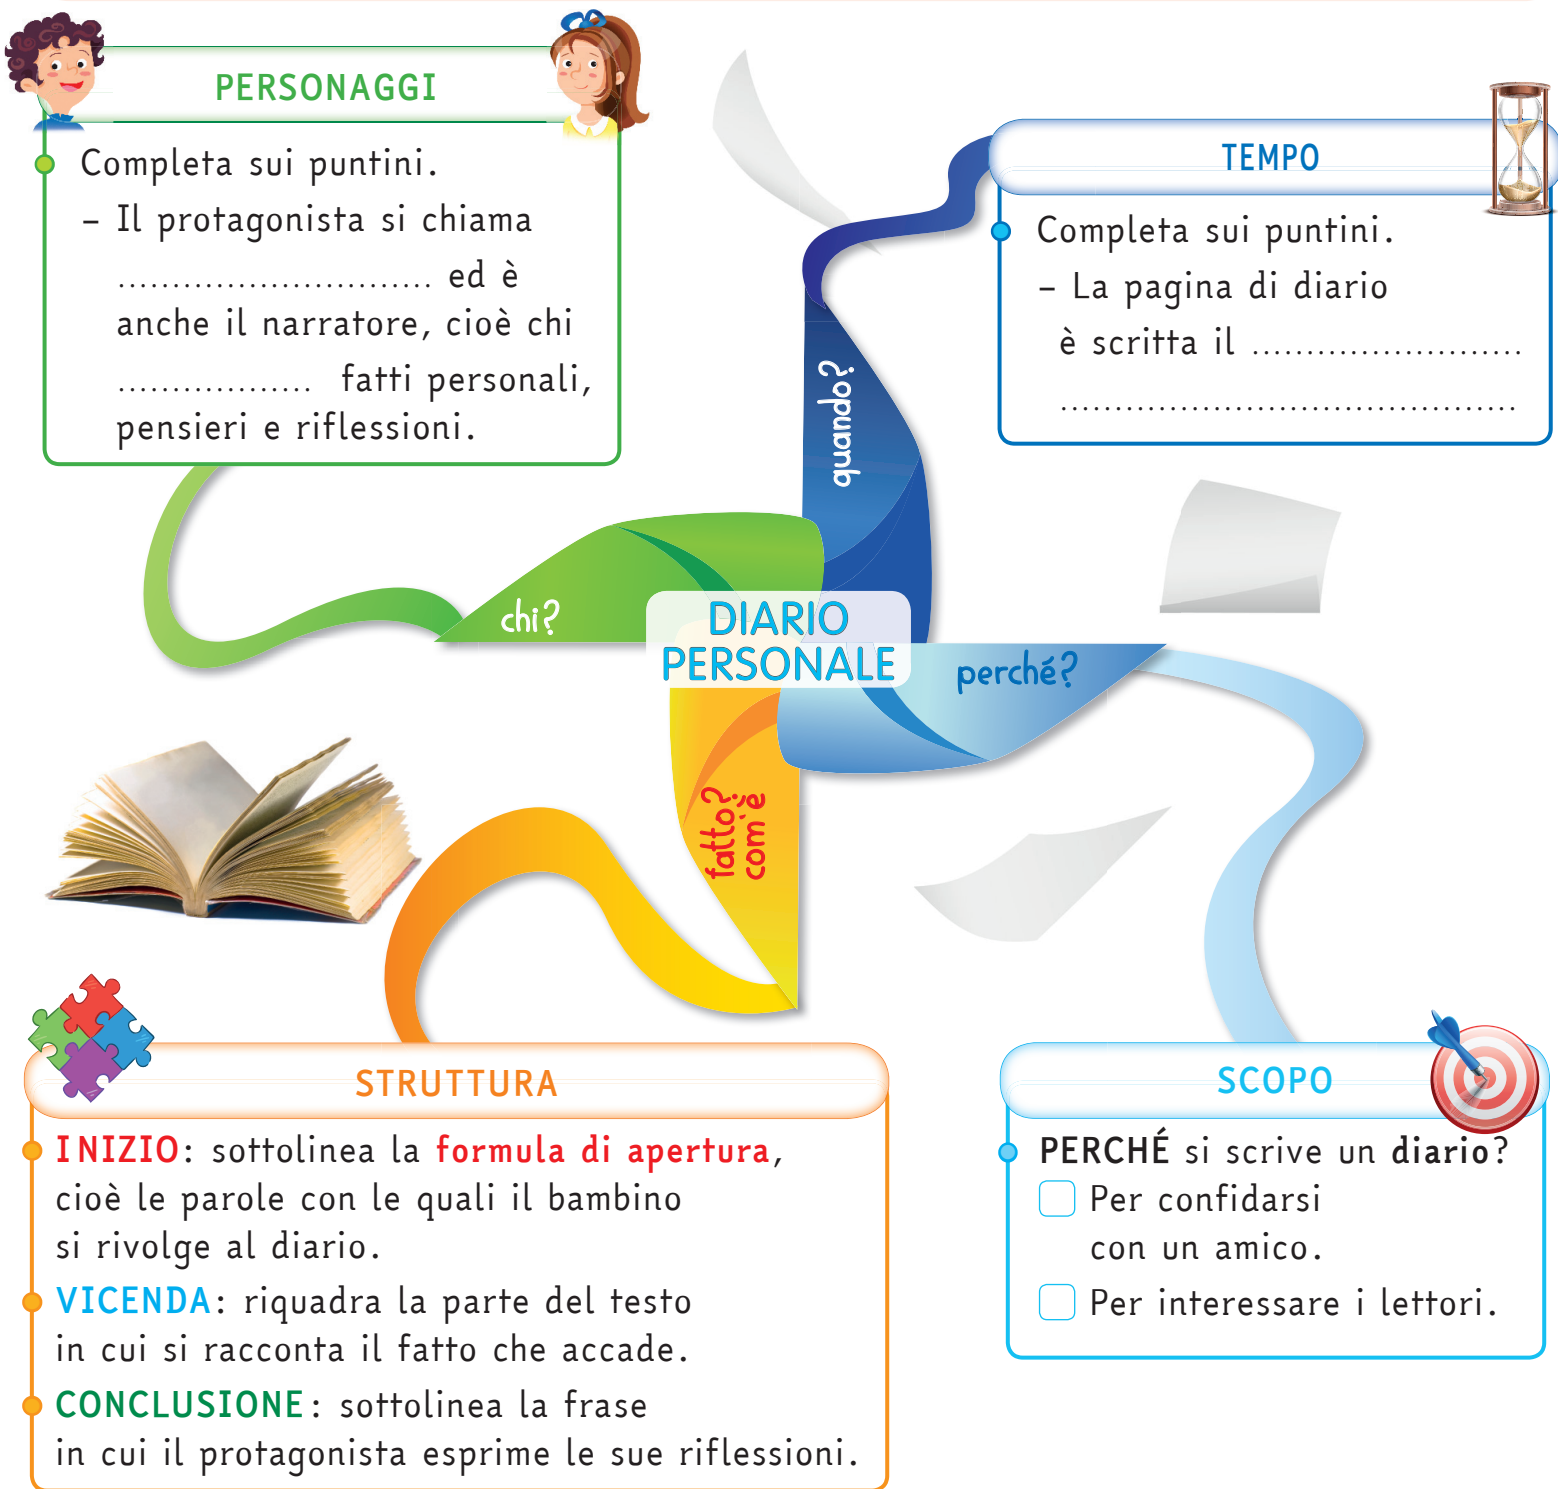 PERSONAGGI
Completa sui puntini.
– Il protagonista si chiama
............................. ed è
anche il narratore, cioè chi
.................. fatti personali,
pensieri e riflessioni.
TEMPO
Completa sui puntini.
– La pagina di diario
è scritta il .........................
..........................................
quando?
chi?
DIARIO
PERSONALE
perché?
com'è
fatto?
STRUTTURA
INIZIO: sottolinea la formula di apertura,
cioè le parole con le quali il bambino
si rivolge al diario.
VICENDA: riquadra la parte del testo
in cui si racconta il fatto che accade.
CONCLUSIONE: sottolinea la frase
in cui il protagonista esprime le sue riflessioni.
SCOPO
PERCHÉ si scrive un diario?
Per confidarsi
con un amico.
Per interessare i lettori.